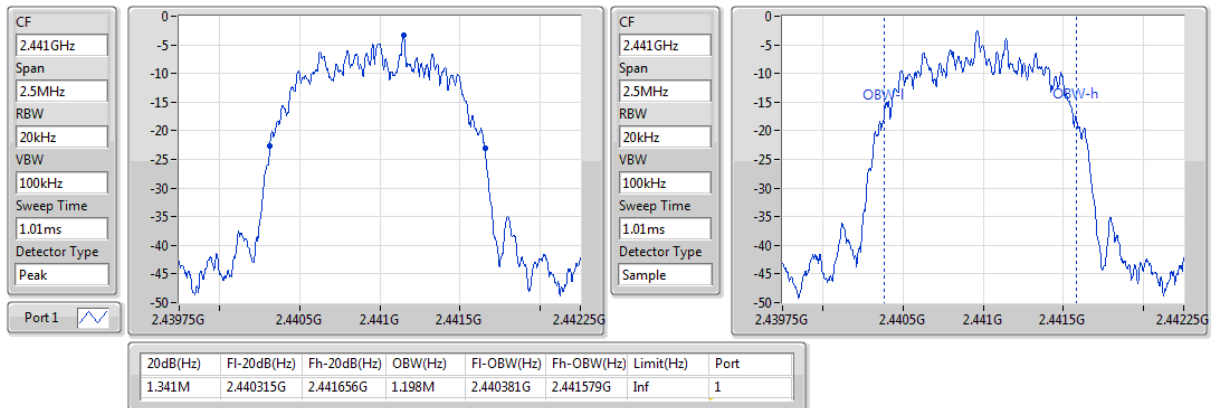 CF
2.441GHz
Span
2.5MHz
RBW
20kHz
VBW
100kHz
Sweep Time
1.01ms
Detector Type
Peak
Port 1
0
-5
-10
-15
-20
-25
-30
-35
-40
-45
-50
2.43975G 2.4405G 2.441G 2.4415G 2.44225G
CF
2.441GHz
Span
2.5MHz
RBW
20kHz
VBW
100kHz
Sweep Time
1.01ms
Detector Type
Sample
0
-5
-10
-15
-20
-25
-30
-35
-40
-45
-50
OBW-l OBW-h
2.43975G 2.4405G 2.441G 2.4415G 2.44225G
20dB(Hz) Fl-20dB(Hz) Fh-20dB(Hz) OBW(Hz) Fl-OBW(Hz) Fh-OBW(Hz) Limit(Hz) Port
1.341M 2.440315G 2.441656G 1.198M 2.440381G 2.441579G Inf 1